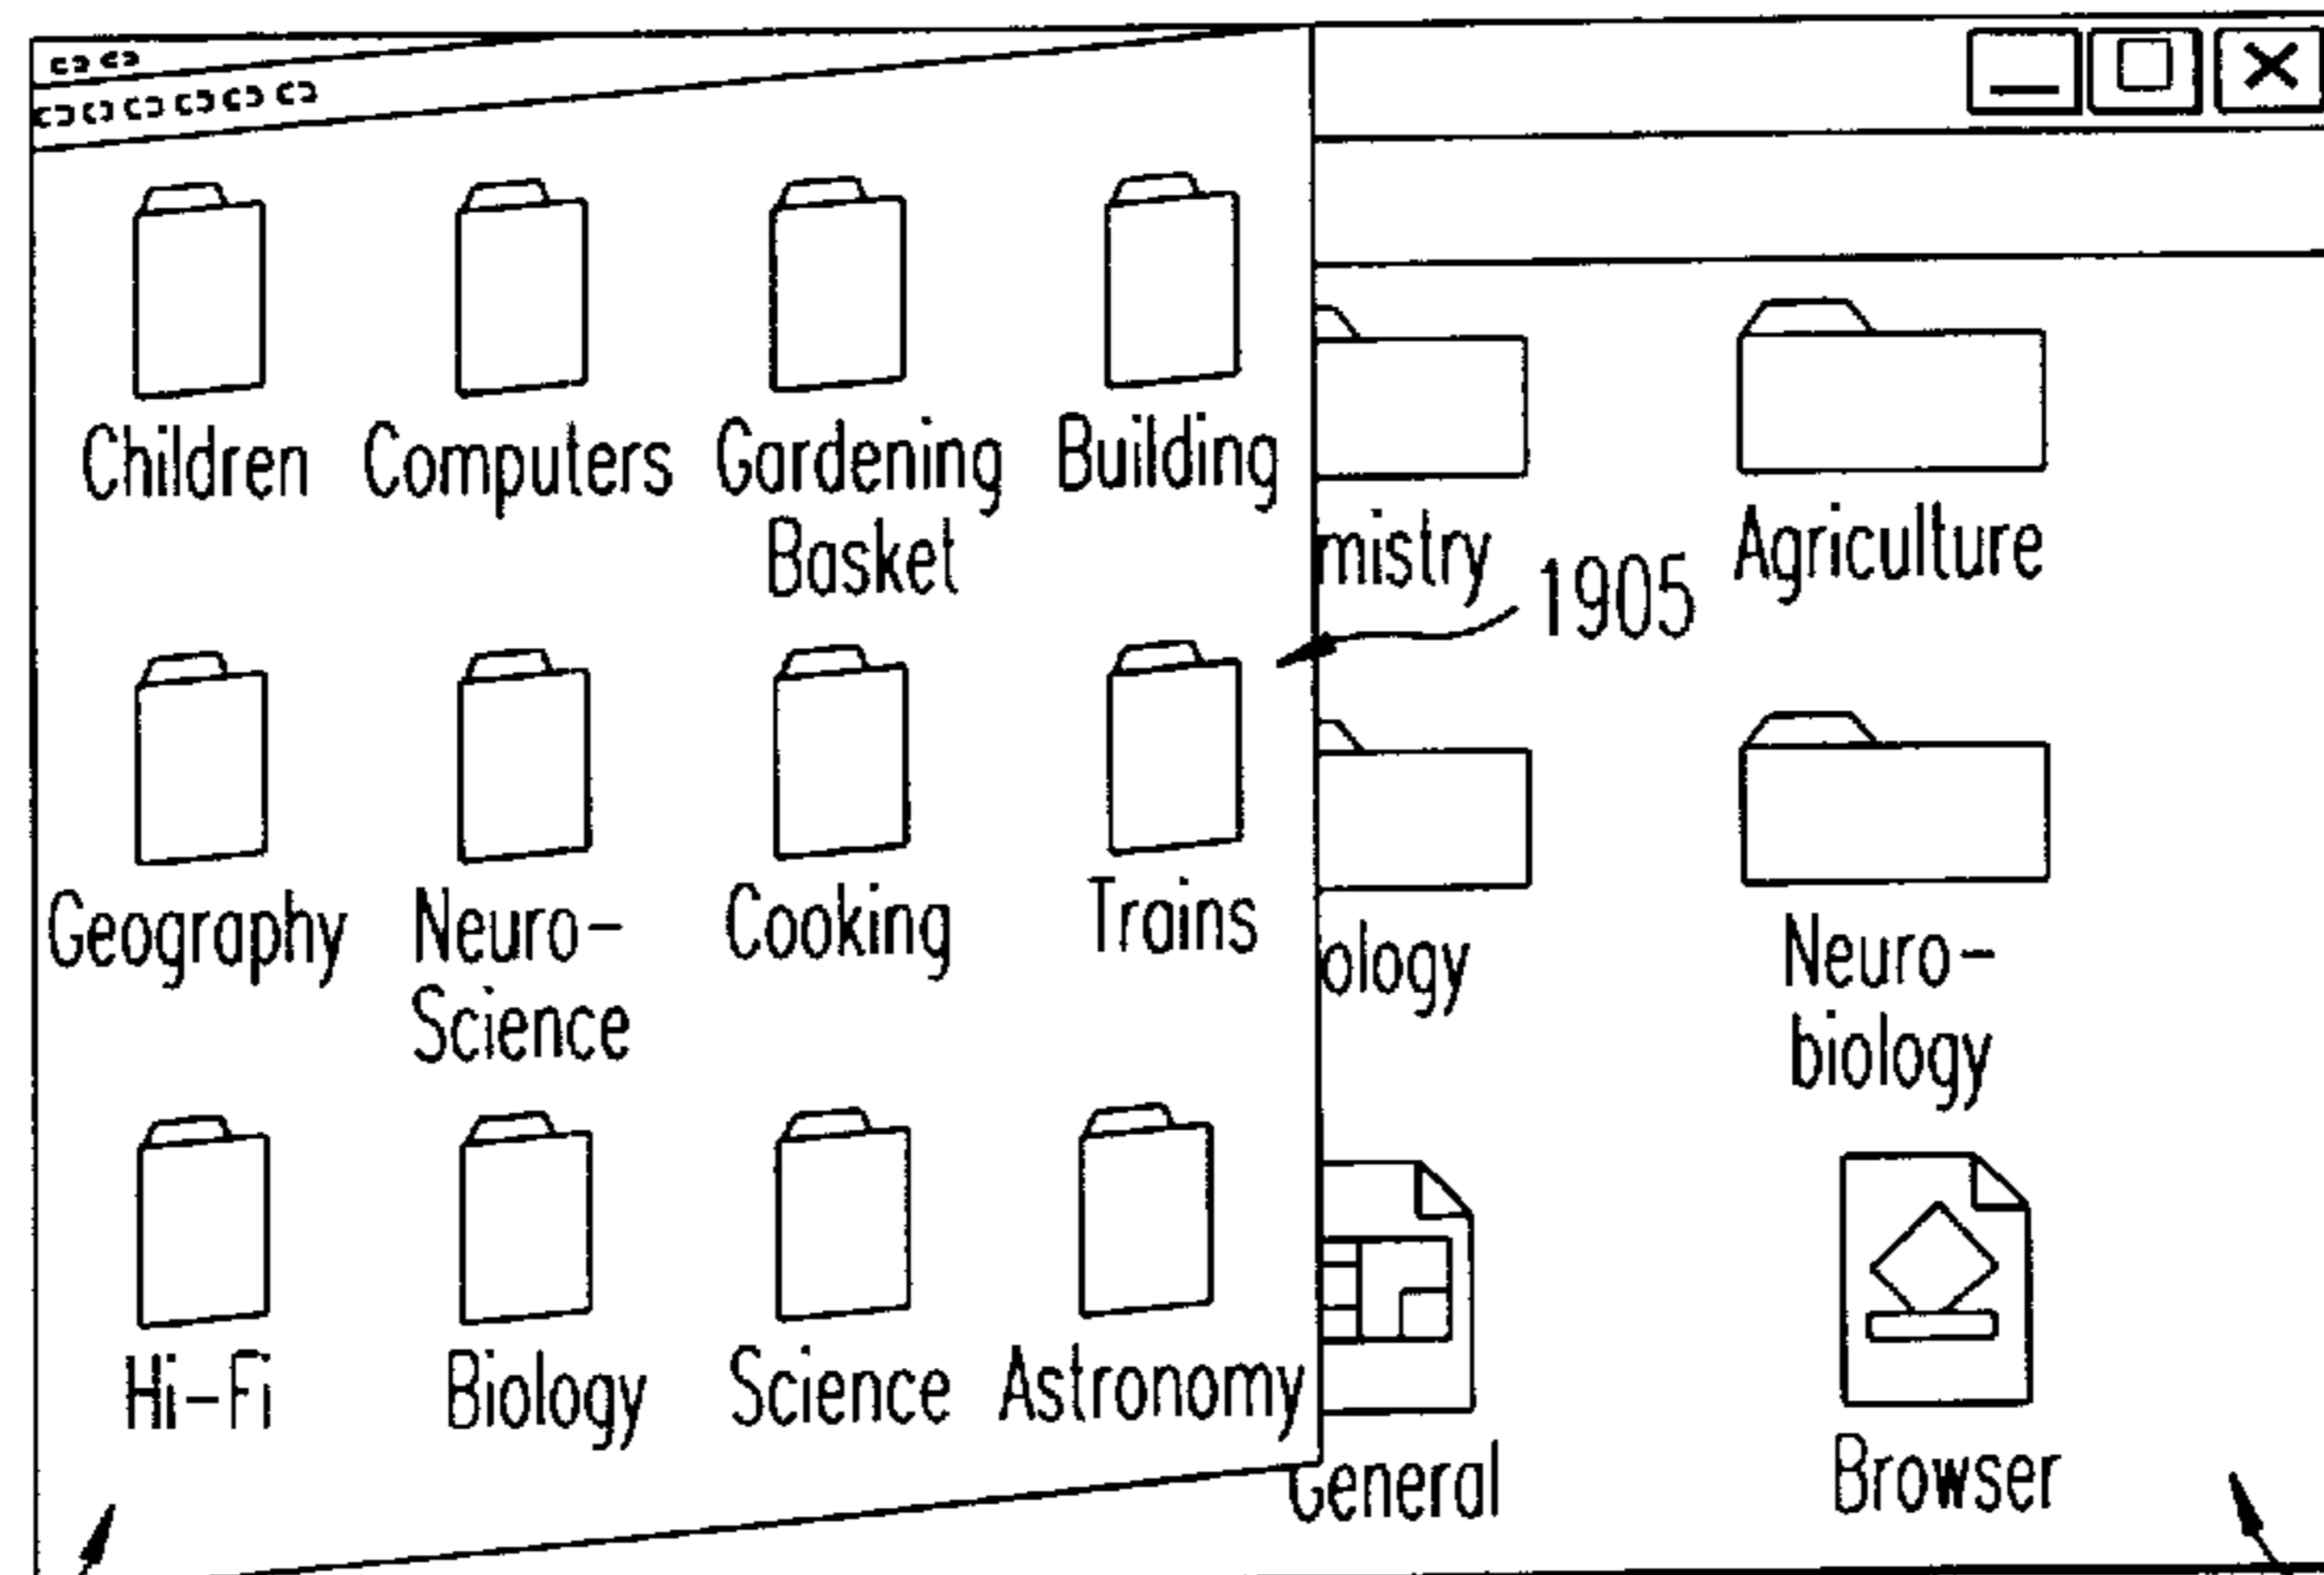 Children Computers Gardening Building
Basket
mistry
Agriculture
1905
Geography Neuro- Cooking Trains
Science
ology
Neuro-
biology
Hi-Fi Biology Science Astronomy
General
Browser